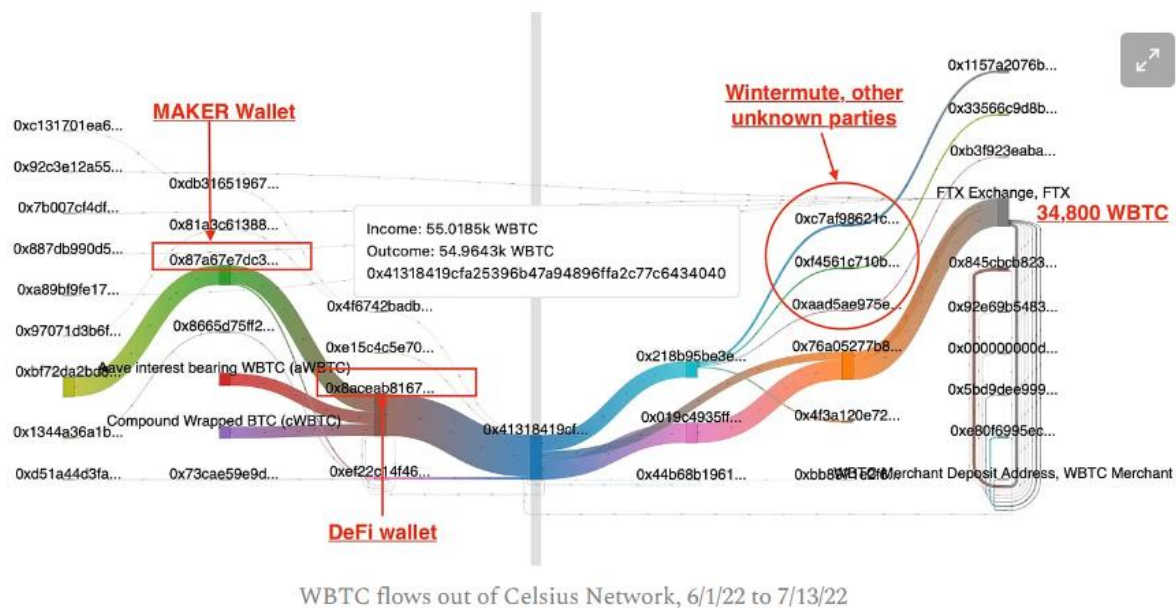 0x1157a2076b...
Wintermute, other
unknown parties
0x33566c9d8b...
MAKER Wallet
0xc131701ea6...
0xb3f923eaba...
0x92c3e12a55...
0xdb31651967...
FTX Exchange, FTX
0x7b007cf4df...
34,800 WBTC
0x81a3c61388...
0xc7af98621c...
Income: 55.0185k WBTC
Outcome: 54.9643k WBTC
0x41318419cfa25396b47a94896ffa2c77c6434040
0x887db990d5...
0x87a67e7dc3...
0xf4561c710b...
0x845cbcb823...
0xa89bf9fe17...
0x4f6742badb...
0xaad5ae975e...
0x92e69b5483...
0x97071d3b6f...
0x8665d75ff2...
0xe15c4c5e70...
0x218b95be3e...
0x76a05277b8...
0x000000000d...
Aave interest bearing WBTC (aWBTC)
0x8aceab8167...
0x5bd9dee999...
Compound Wrapped BTC (cWBTC)
0x019c4935ff...
0x4f3a120e72...
0x1344a36a1b...
0x41318419cf...
0xe80f6995ec...
0xd51a44d3fa...
0x73cae59e9d...
0xef22c14f46...
0x44b68b1961...
WBTC Merchant Deposit Address, WBTC Merchant
DeFi wallet
WBTC flows out of Celsius Network, 6/1/22 to 7/13/22